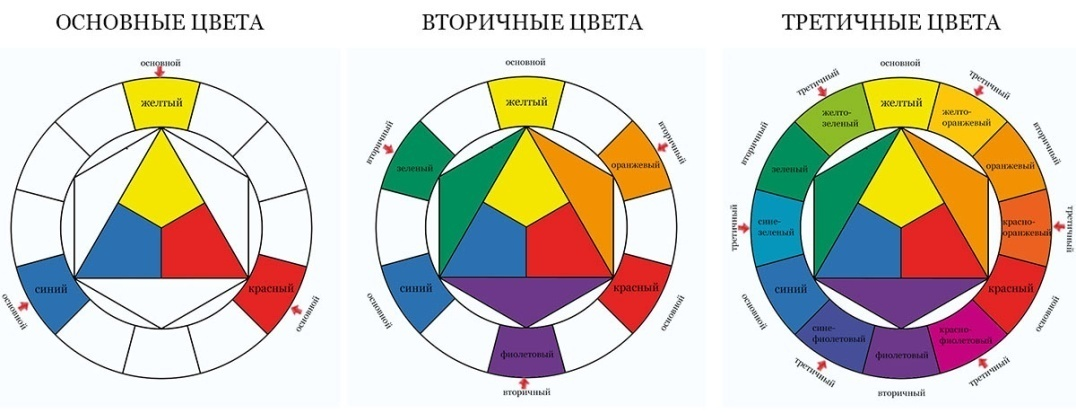 ОСНОВНЫЕ ЦВЕТА
основной
желтый
синий
красный
основной
основной
ВТОРИЧНЫЕ ЦВЕТА
основной
желтый
вторичный
вторичный
зеленый
оранжевый
синий
красный
основной
основной
фиолетовый
вторичный
ТРЕТИЧНЫЕ ЦВЕТА
основной
третичный
третичный
желтый
желто-
зеленый
желто-
оранжевый
вторичный
вторичный
зеленый
оранжевый
третичный
третичный
сине-
зеленый
красно-
оранжевый
синий
красный
основной
основной
сине-
фиолетовый
красно-
фиолетовый
фиолетовый
третичный
третичный
вторичный